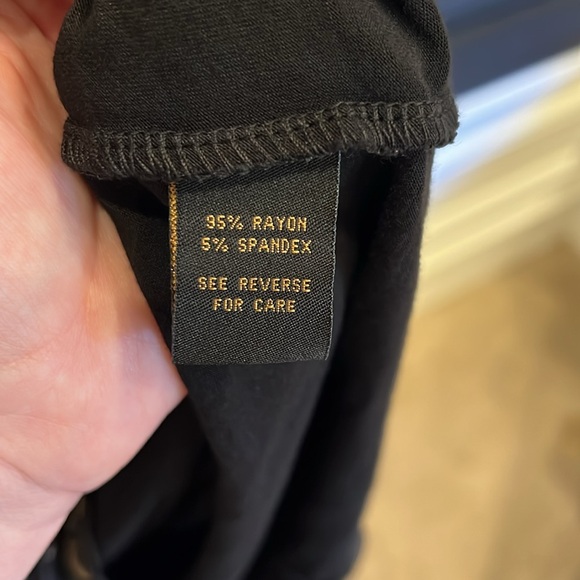 95% RAYON
5% SPANDEX
SEE REVERSE
FOR CARE